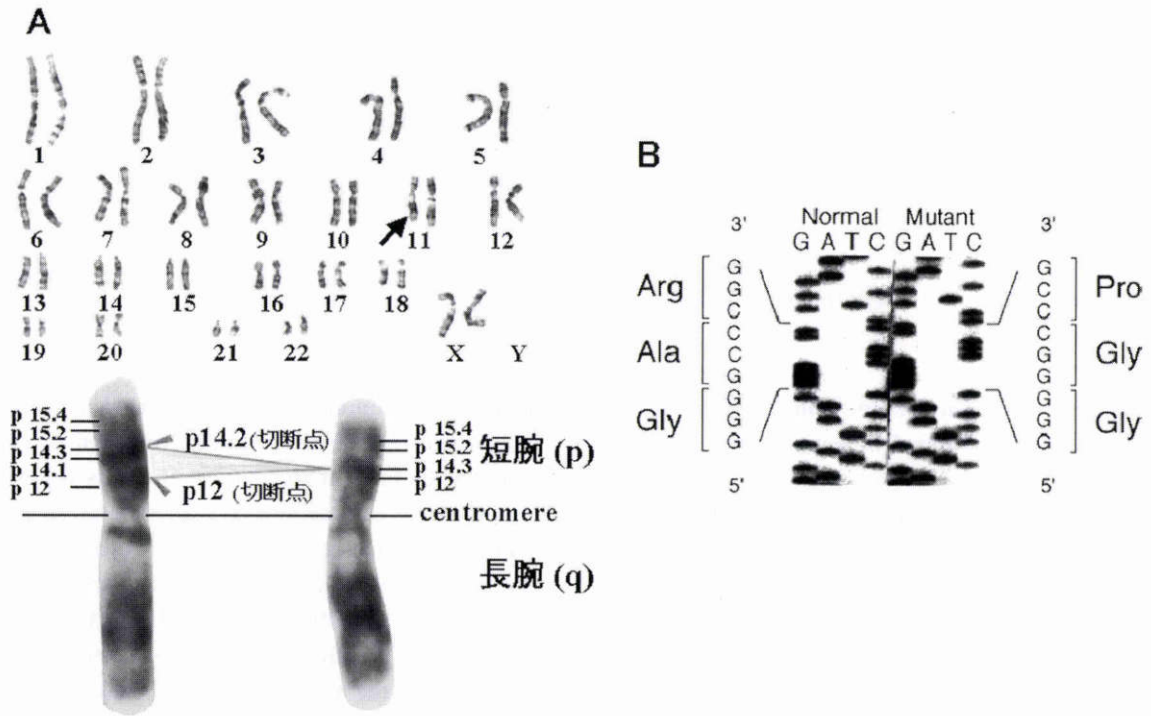 A
1 2 3 4 5
6 7 8 9 10 11 12
13 14 15 16 17 18
19 20 21 22 X Y
p 15.4
p 15.2
p 14.3
p 14.1
p 12
p14.2 (切断点)
p12 (切断点)
p 15.4
p 15.2
p 14.3
p 12
短腕 (p)
centromere
長腕 (q)
B
Normal Mutant
G A T C G A T C
3'
Arg
G
G
C
Ala
C
C
G
Gly
G
G
G
5'
3'
G
C
C
Pro
C
G
G
Gly
G
G
G
Gly
5'